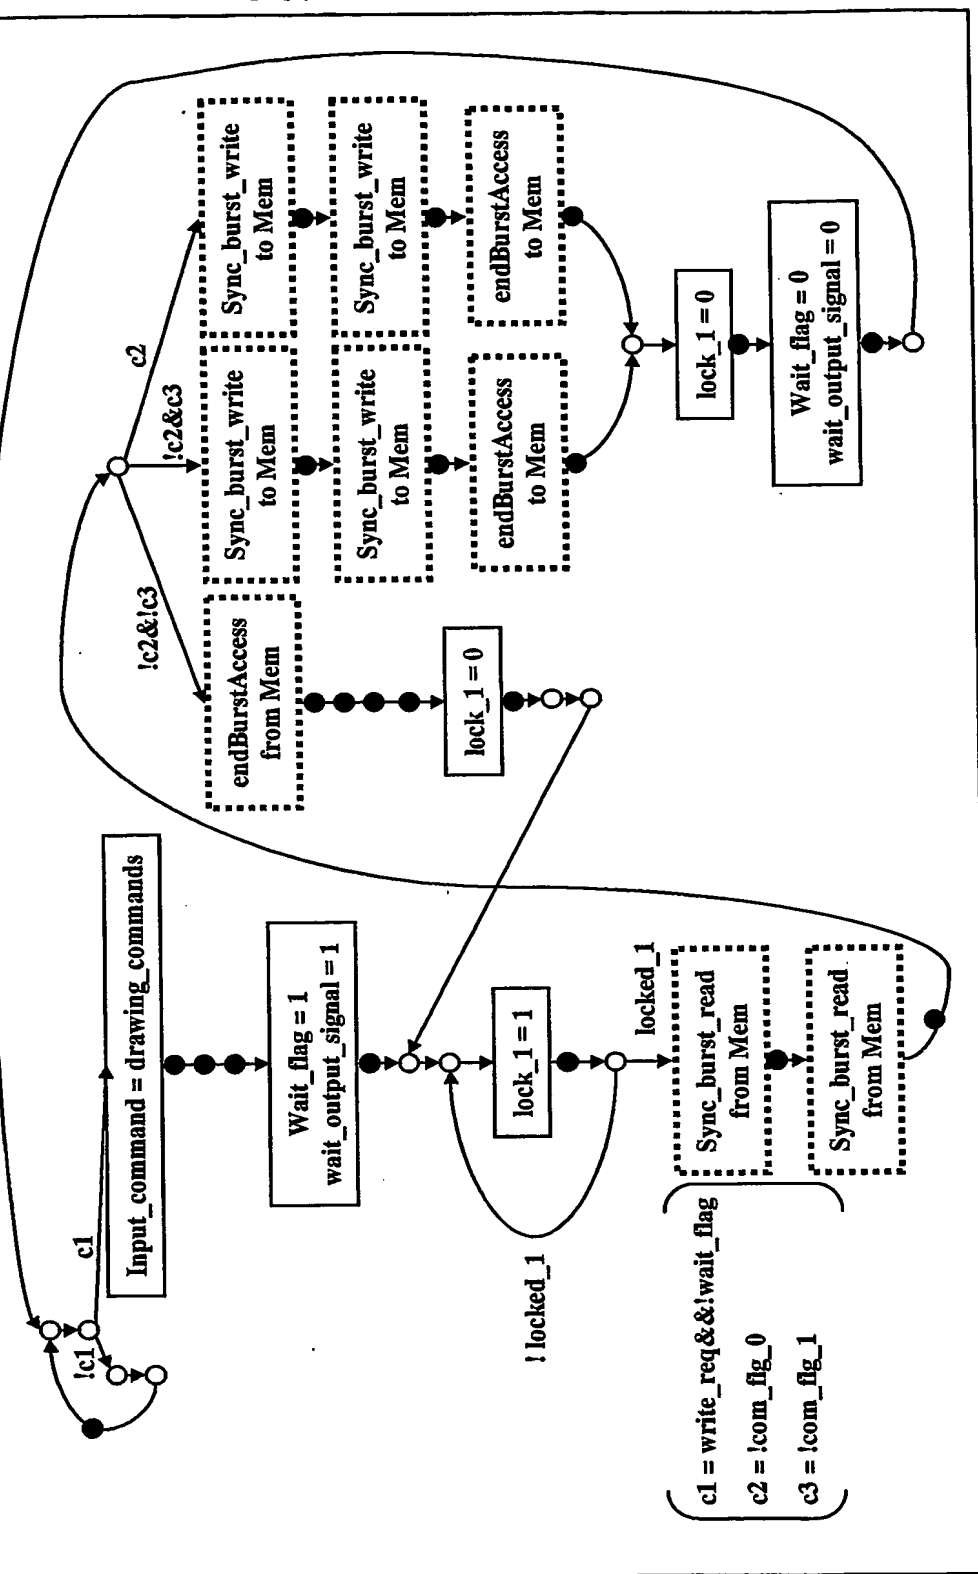 !c1
c1
Input_command = drawing_commands
Wait_flag = 1
wait_output_signal = 1
lock_1 = 1
! locked_1
locked_1
Sync_burst_read
from Mem
Sync_burst_read
from Mem
c1 = write_req&&!wait_flag
c2 = !com_flg_0
c3 = !com_flg_1
!c2&!c3
!c2&c3
c2
endBurstAccess
from Mem
lock_1 = 0
Sync_burst_write
to Mem
Sync_burst_write
to Mem
endBurstAccess
to Mem
Sync_burst_write
to Mem
Sync_burst_write
to Mem
endBurstAccess
to Mem
lock_1 = 0
Wait_flag = 0
wait_output_signal = 0